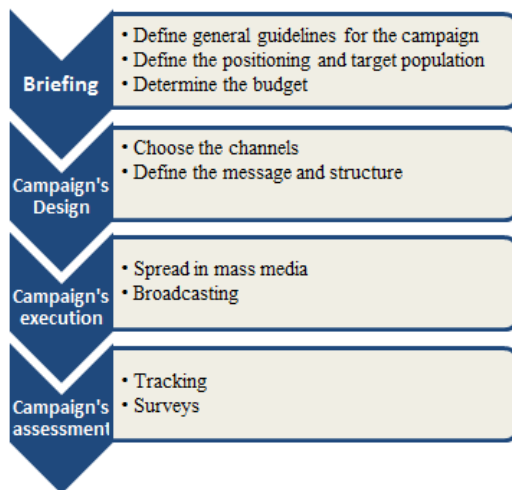 Briefing
• Define general guidelines for the campaign
• Define the positioning and target population
• Determine the budget
Campaign's
Design
• Choose the channels
• Define the message and structure
Campaign's
execution
• Spread in mass media
• Broadcasting
Campaign's
assessment
• Tracking
• Surveys